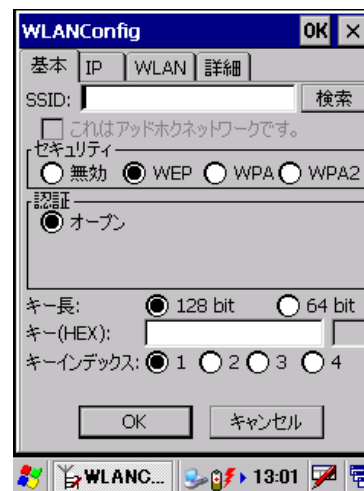 WLANConfig OK ×
基本 IP WLAN 詳細
SSID: 検索
これはアッドホクネットワークです。
セキュリティ
無効 WEP WPA WPA2
認証
オープン
キー長: 128 bit 64 bit
キー(HEX):
キーインデックス: 1 2 3 4
OK キャンセル
WLANC... 13:01